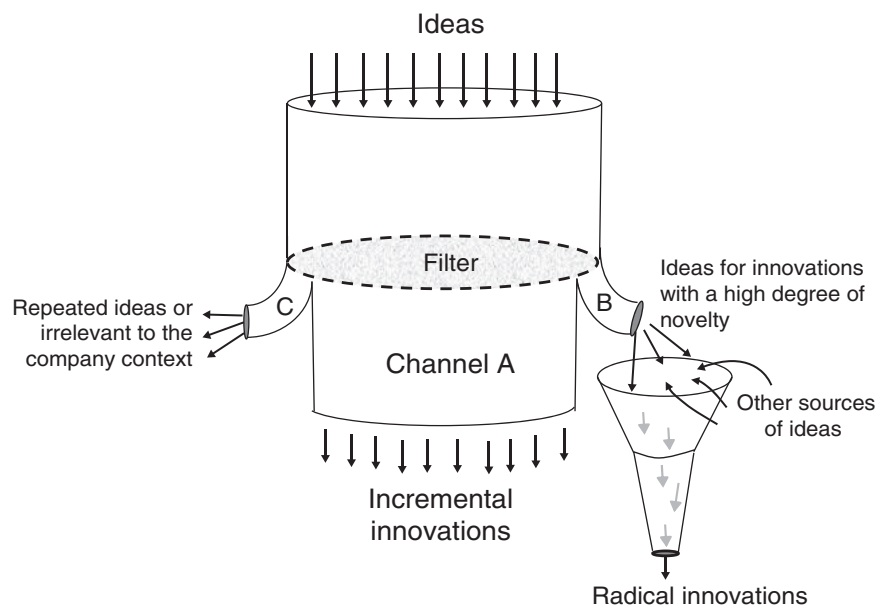 Ideas
Filter
Ideas for innovations
with a high degree of
novelty
B
C
Repeated ideas or
irrelevant to the
company context
Channel A
Other sources
of ideas
Incremental
innovations
Radical innovations